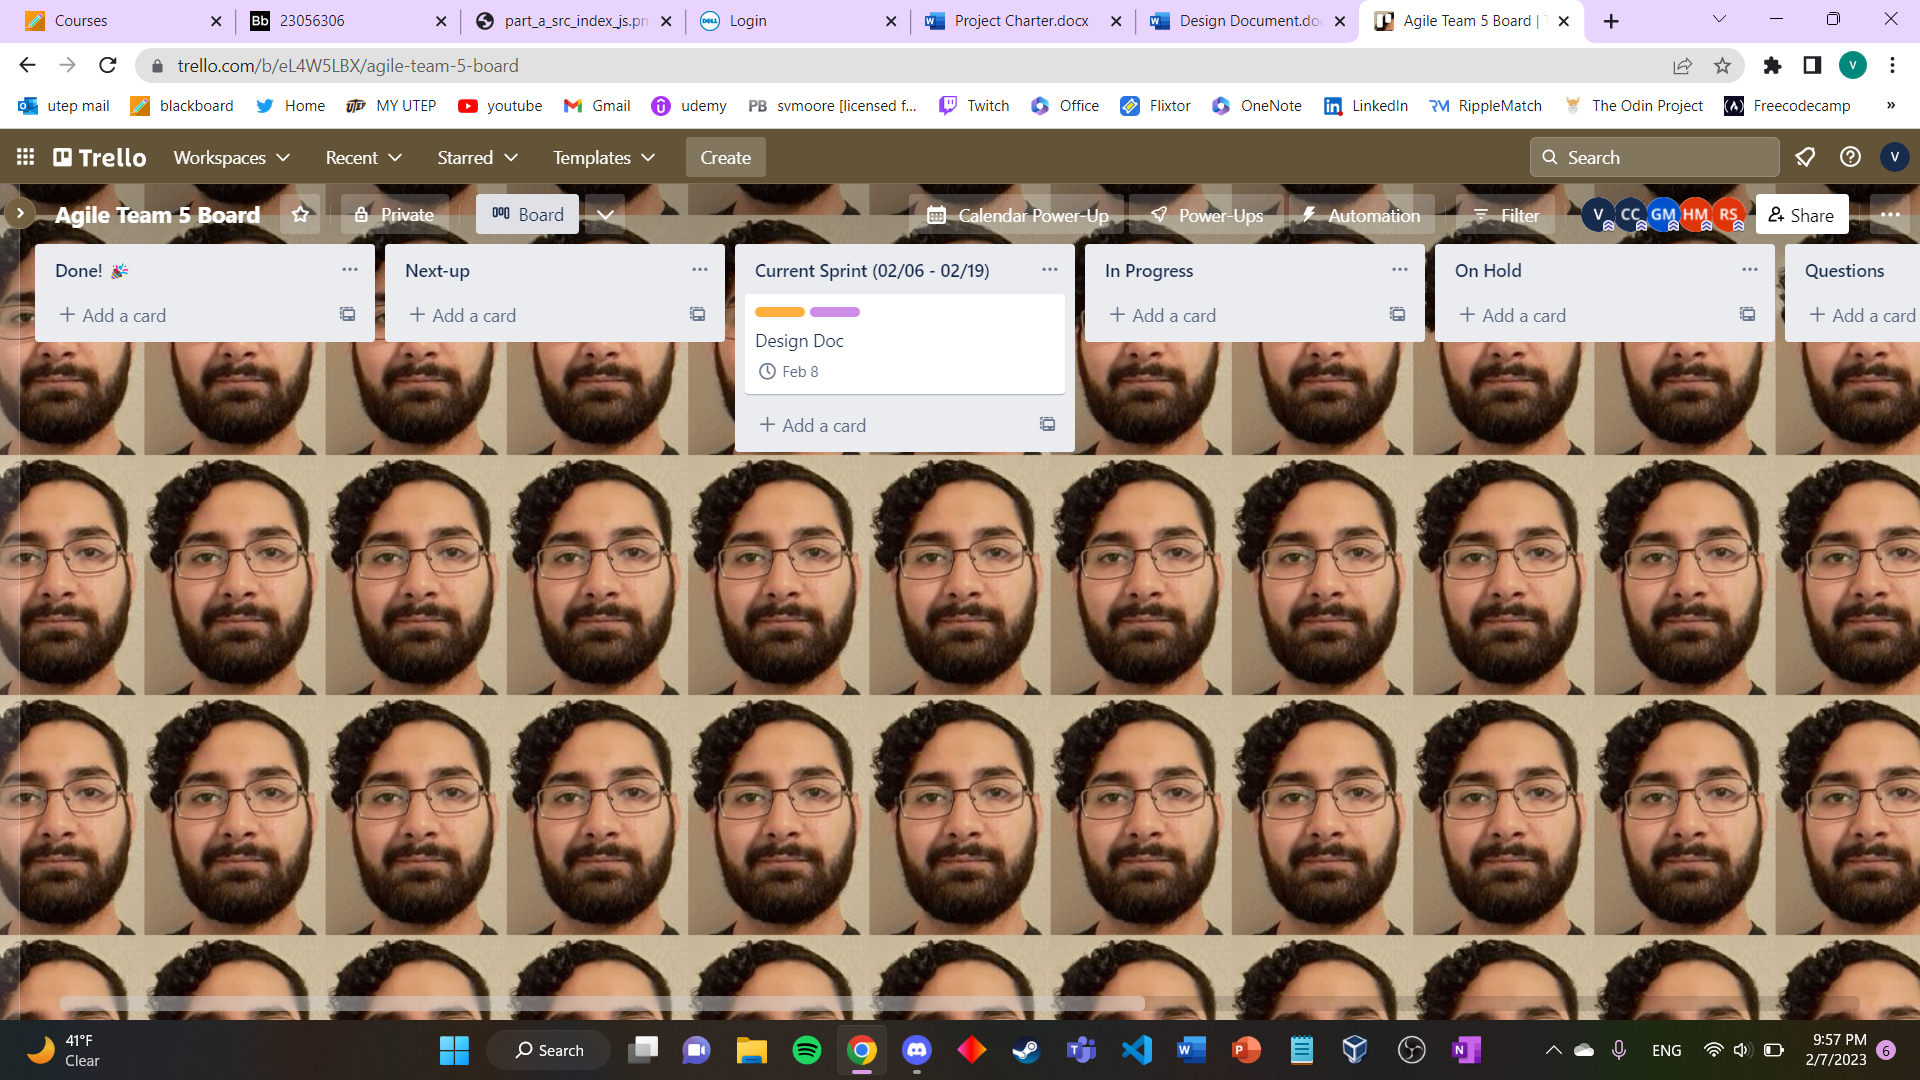 Courses
23056306
part_a_src_index_js.pn
Login
Project Charter.docx
Design Document.do
Agile Team 5 Board |
trello.com/b/eL4W5LBX/agile-team-5-board
V
utep mail
blackboard
Home
MY UTEP
youtube
Gmail
udemy
PB svmoore [licensed f...
Twitch
Office
Flixtor
OneNote
LinkedIn
RippleMatch
The Odin Project
Freecodecamp
»
Trello
Workspaces
Recent
Starred
Templates
Create
Search
V
Agile Team 5 Board
Private
Board
Calendar Power-Up
Power-Ups
Automation
Filter
V CC GM HM RS
Share
Done! 🎉
+ Add a card
Next-up
+ Add a card
Current Sprint (02/06 - 02/19)
Design Doc
Feb 8
+ Add a card
In Progress
+ Add a card
On Hold
+ Add a card
Questions
+ Add a card
41°F
Clear
Search
ENG
9:57 PM
2/7/2023
6